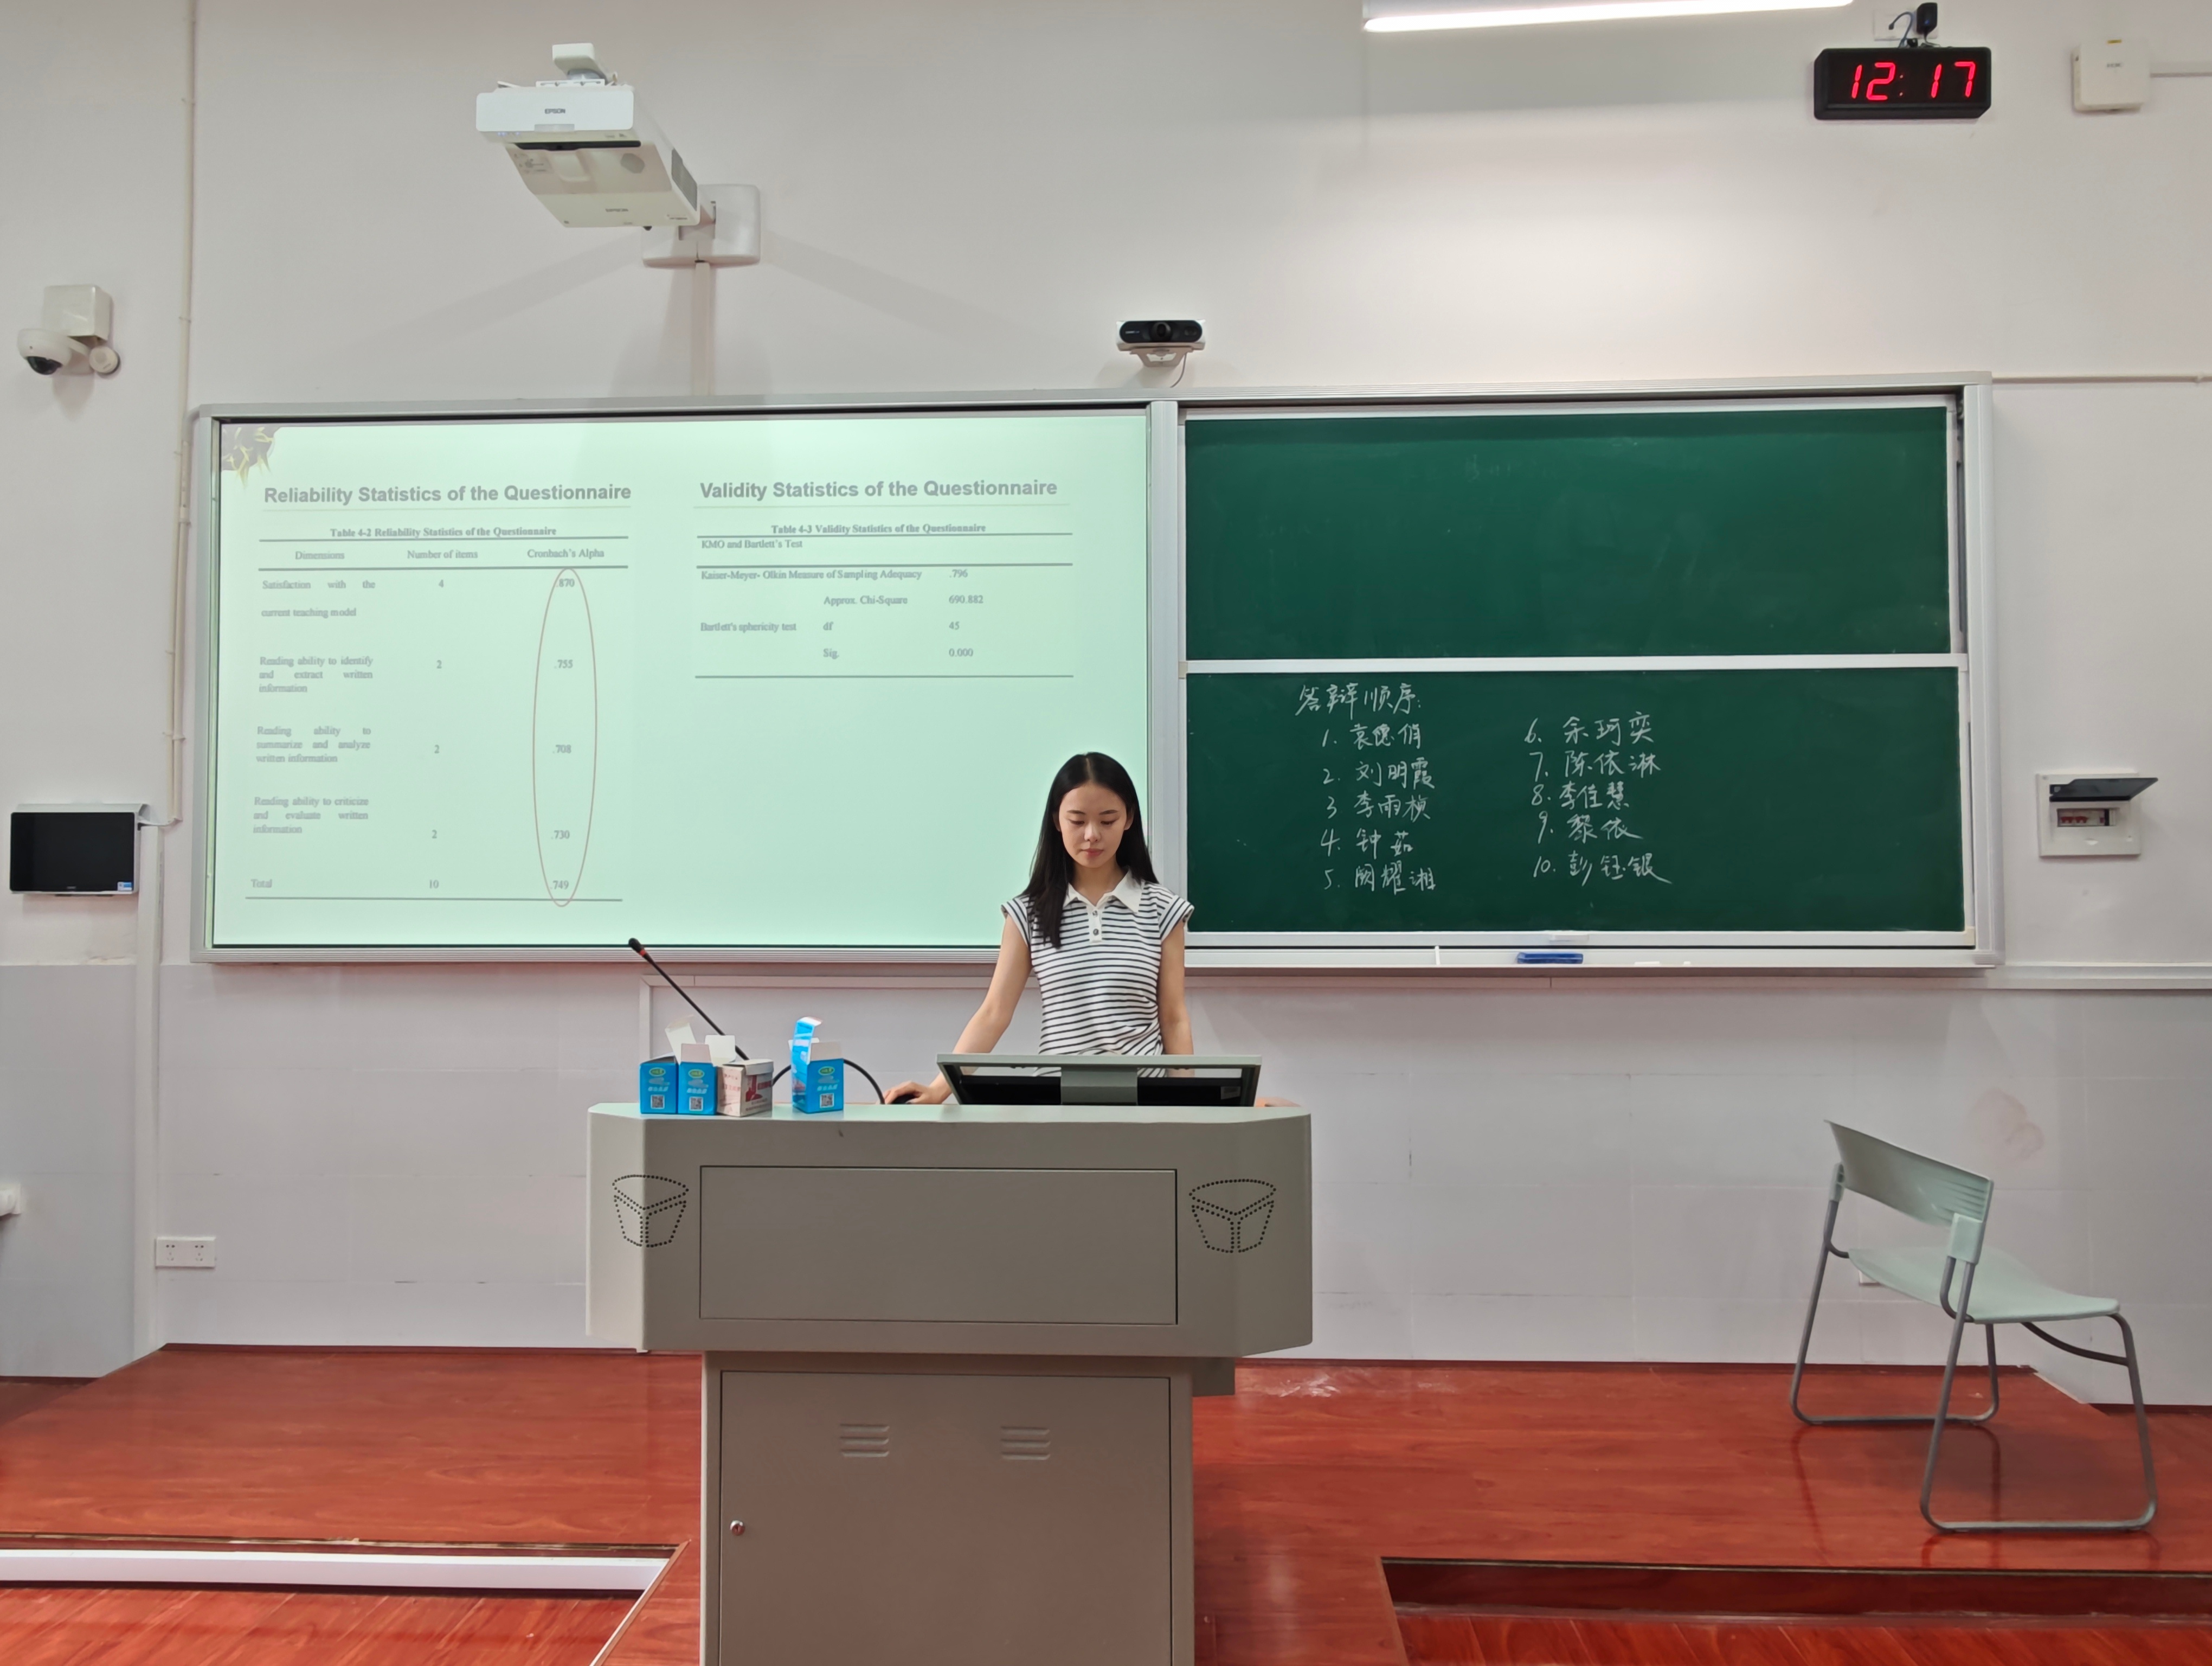 12:17
EPSON
EPSON
Reliability Statistics of the Questionnaire
Table 4-2 Reliability Statistics of the Questionnaire
Dimensions Number of items Cronbach's Alpha
Satisfaction with the current teaching model 4 .870
Reading ability to identify and extract written information 2 .755
Reading ability to summarize and analyze written information 2 .708
Reading ability to criticize and evaluate written information 2 .730
Total 10 .749
Validity Statistics of the Questionnaire
Table 4-3 Validity Statistics of the Questionnaire
KMO and Bartlett's Test
Kaiser-Meyer- Olkin Measure of Sampling Adequacy .796
Approx. Chi-Square 690.882
Bartlett's sphericity test df 45
Sig. 0.000
答辩顺序:
1. 袁德俏
2. 刘明霞
3 李雨桢
4. 钟茹
5. 阙耀湘
6. 余珂奕
7. 陈依淋
8. 李佳慧
9. 黎依
10. 彭钰银